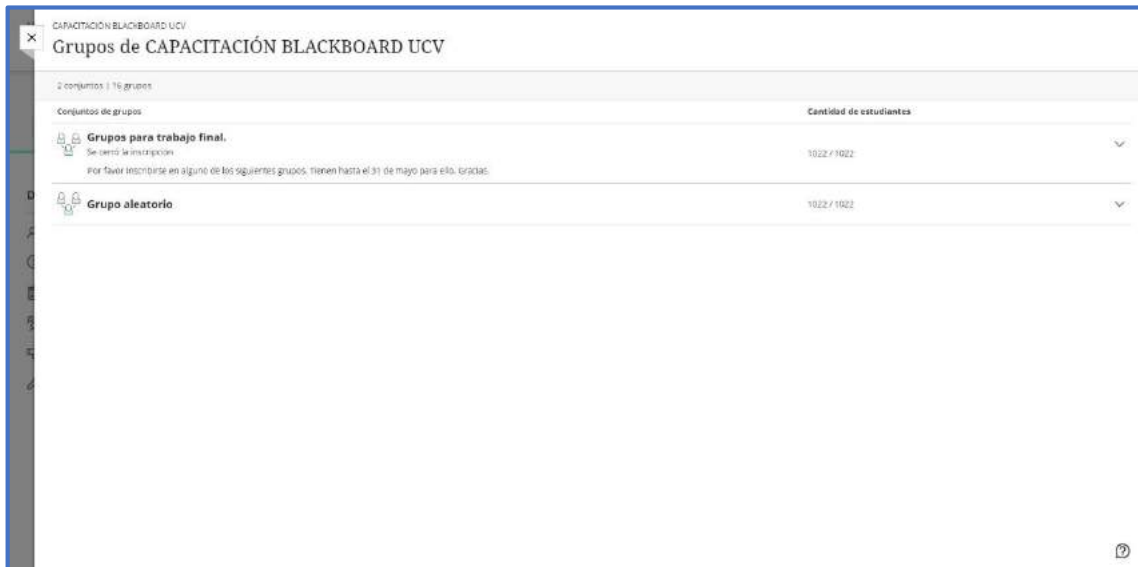 CAPACITACIÓN BLACKBOARD UCV
Grupos de CAPACITACIÓN BLACKBOARD UCV
2 conjuntos | 16 grupos
Conjuntos de grupos Cantidad de estudiantes
Grupos para trabajo final.
Se cerró la inscripción
1022 / 1022
Por favor inscribirse en alguno de los siguientes grupos. Tienen hasta el 31 de mayo para ello. Gracias.
Grupo aleatorio 1022 / 1022